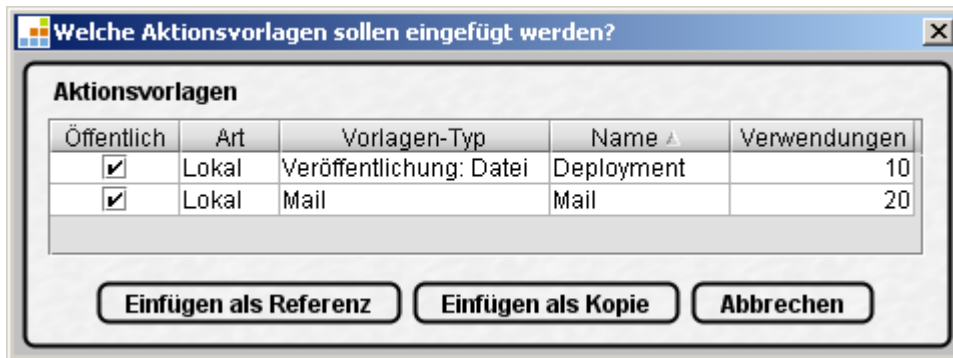 Welche Aktionsvorlagen sollen eingefügt werden?
Aktionsvorlagen
Öffentlich Art Vorlagen-Typ Name Verwendungen
Lokal Veröffentlichung: Datei Deployment 10
Lokal Mail Mail 20
Einfügen als Referenz Einfügen als Kopie Abbrechen